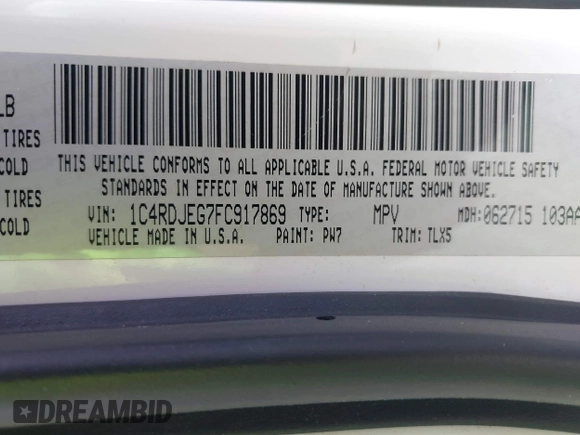 LB
TIRES
COLD
TIRES
COLD
THIS VEHICLE CONFORMS TO ALL APPLICABLE U.S.A. FEDERAL MOTOR VEHICLE SAFETY
STANDARDS IN EFFECT ON THE DATE OF MANUFACTURE SHOWN ABOVE.
VIN: 1C4RDJEG7FC917869 TYPE: MPV MDH:062715 103AA
VEHICLE MADE IN U.S.A. PAINT: PW7 TRIM: TLX5
DREAMBID